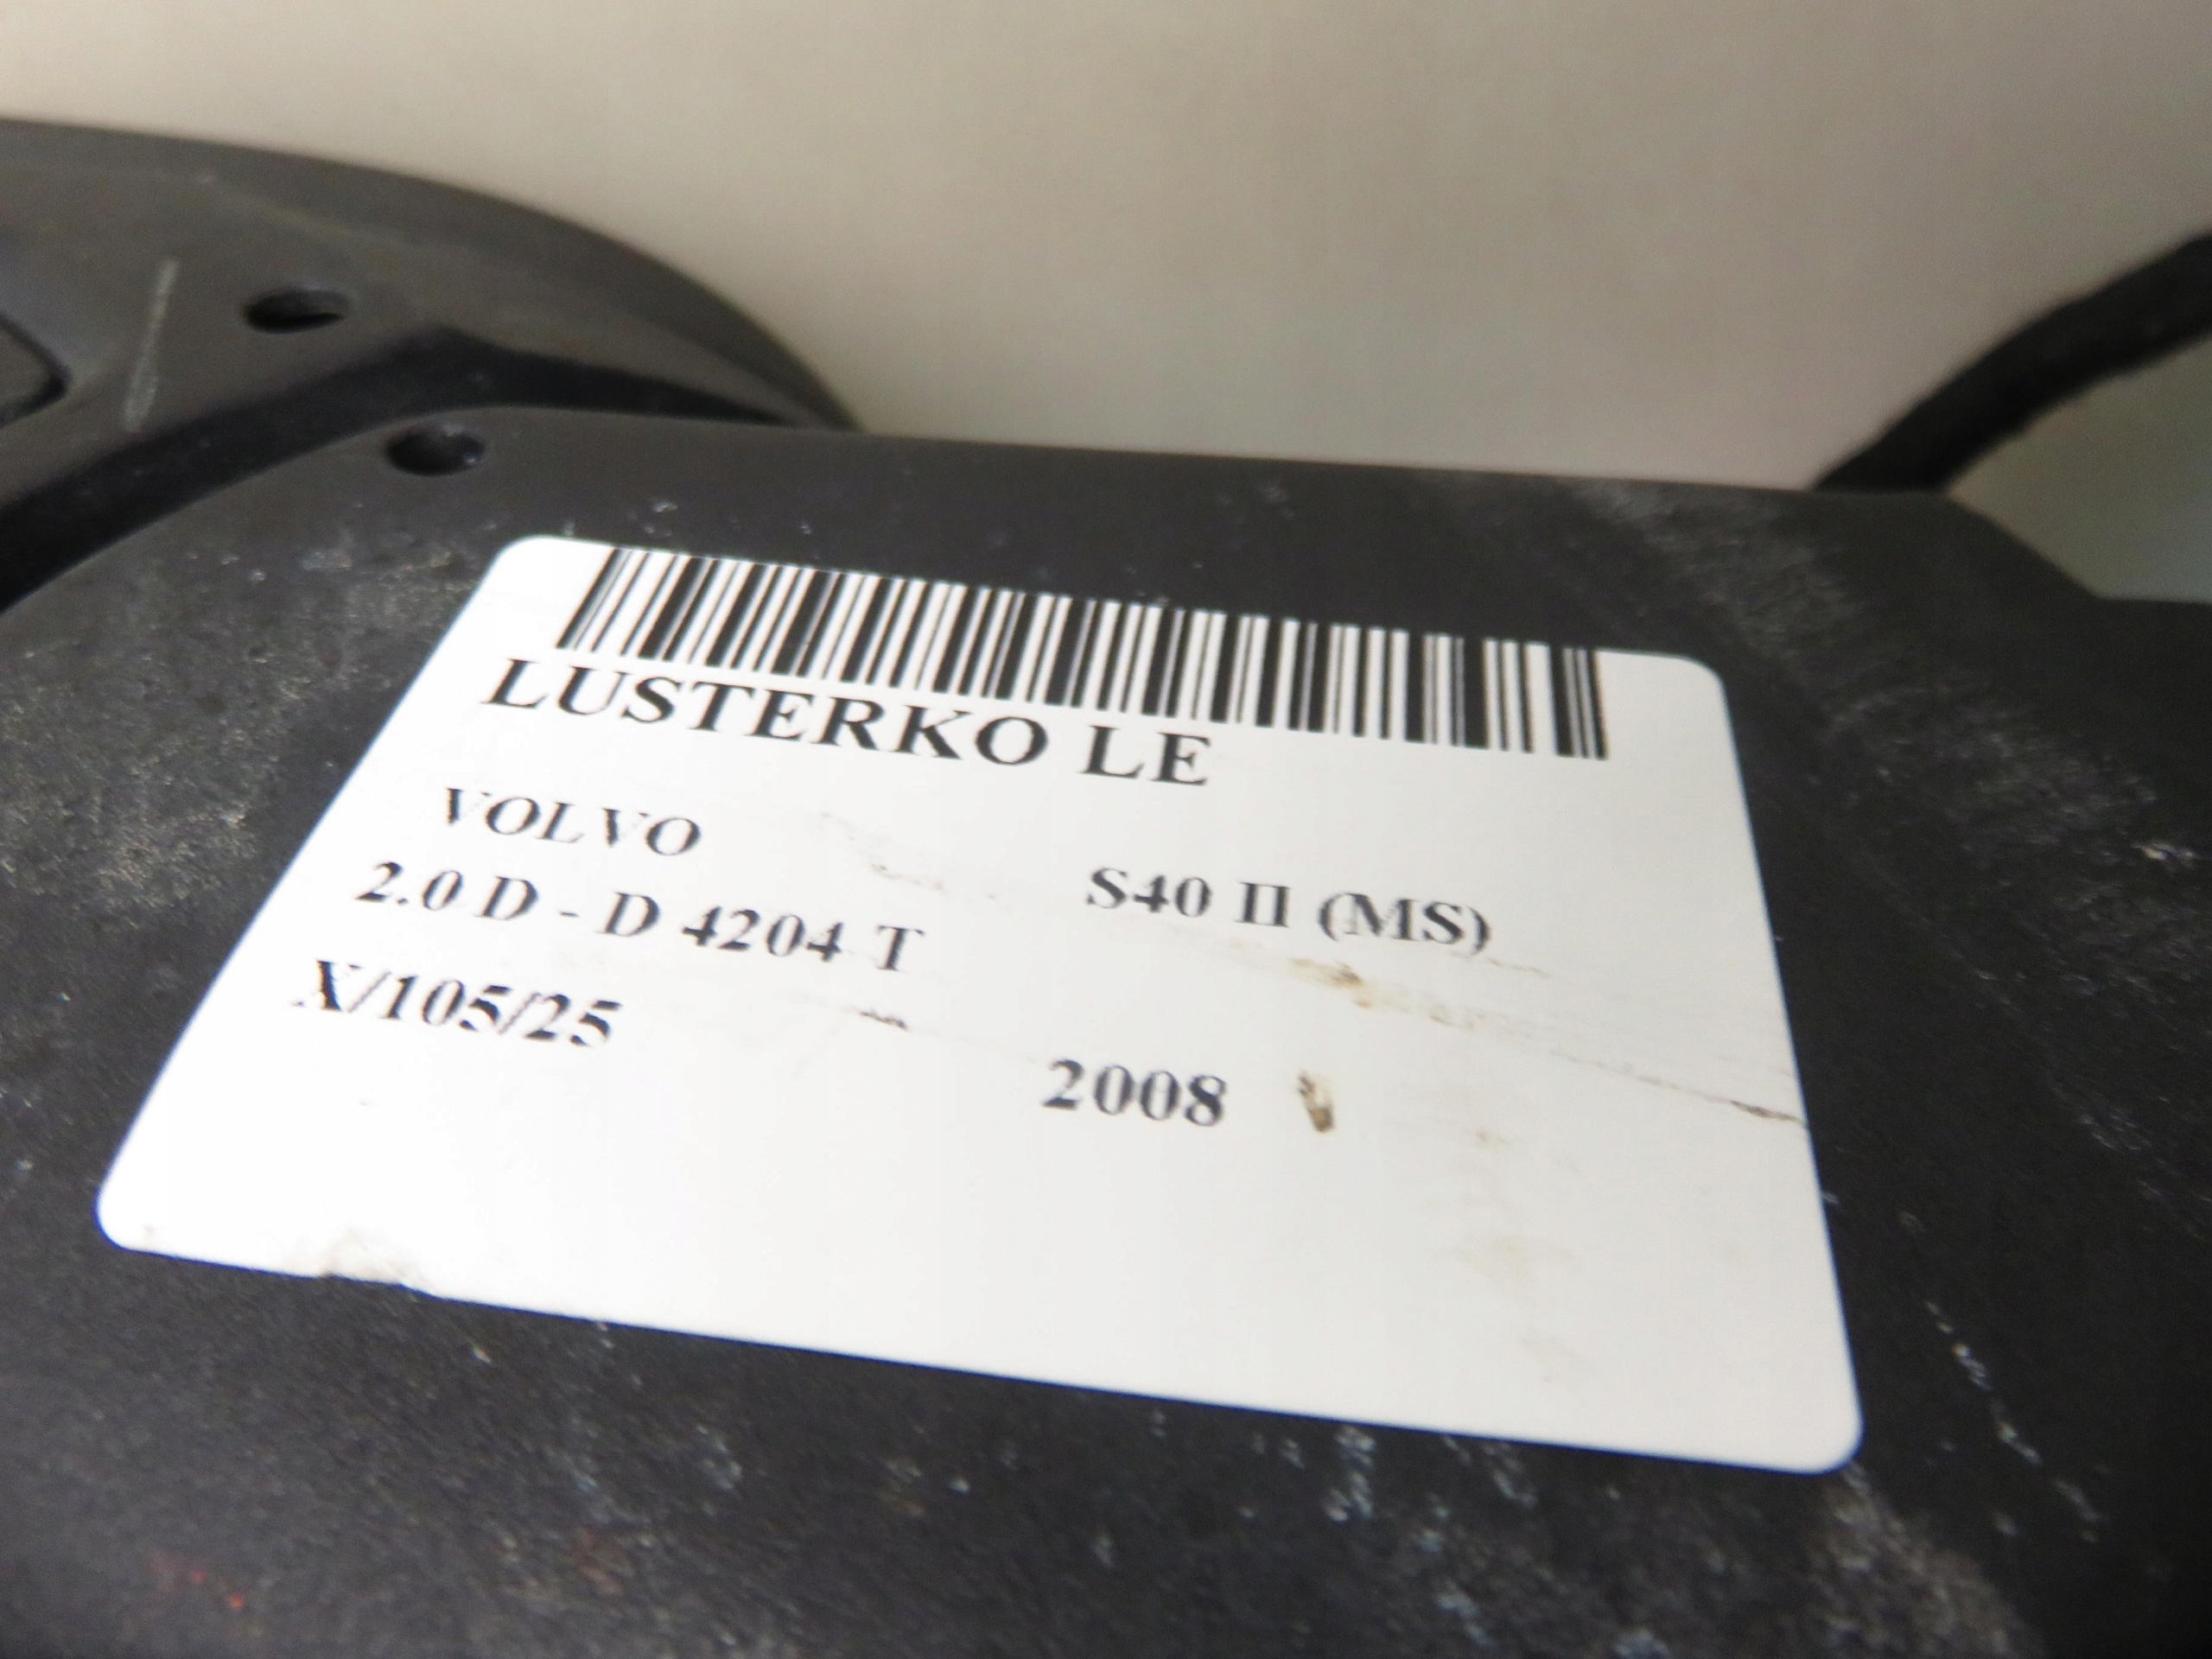 LUSTERKO LE
VOLVO S40 II (MS)
2.0 D - D 4204 T
X/105/25 2008